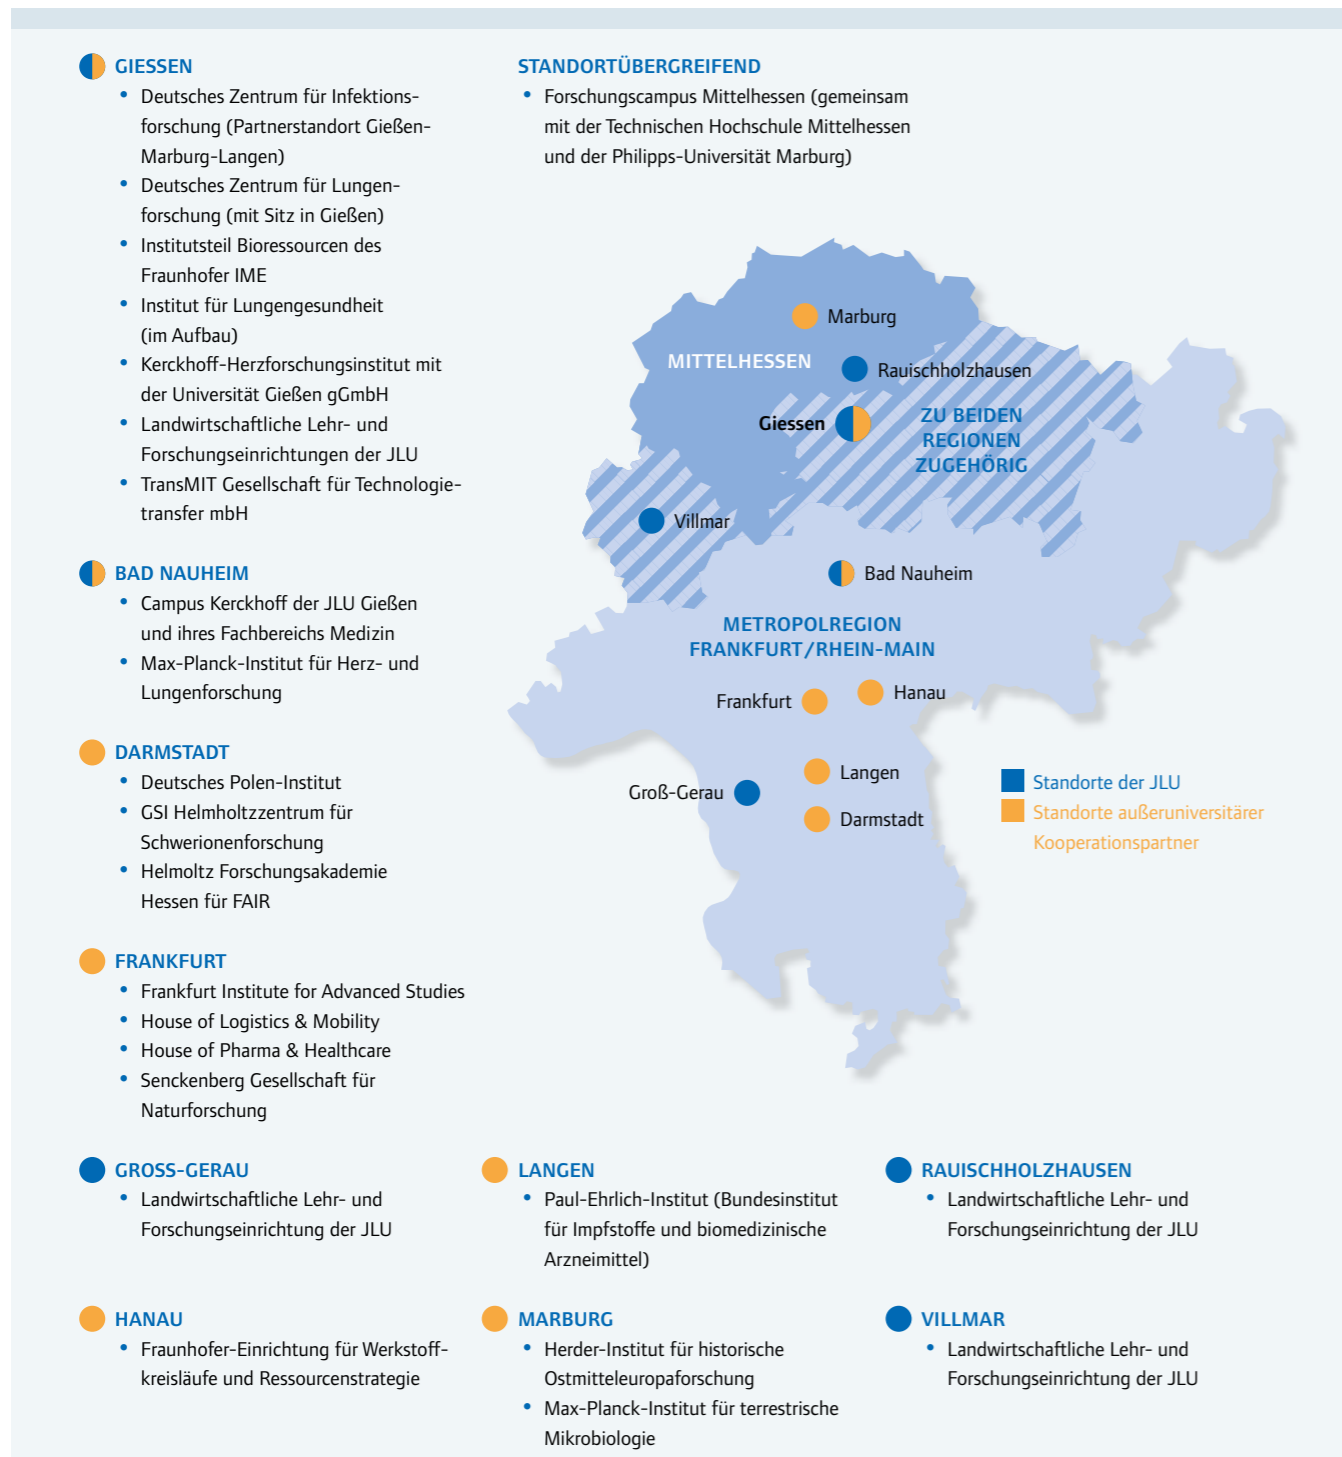 GIESSEN
• Deutsches Zentrum für Infektions-
forschung (Partnerstandort Gießen-
Marburg-Langen)
• Deutsches Zentrum für Lungen-
forschung (mit Sitz in Gießen)
• Institutsteil Bioressourcen des
Fraunhofer IME
• Institut für Lungengesundheit
(im Aufbau)
• Kerckhoff-Herzforschungsinstitut mit
der Universität Gießen gGmbH
• Landwirtschaftliche Lehr- und
Forschungseinrichtungen der JLU
• TransMIT Gesellschaft für Technologie-
transfer mbH
BAD NAUHEIM
• Campus Kerckhoff der JLU Gießen
und ihres Fachbereichs Medizin
• Max-Planck-Institut für Herz- und
Lungenforschung
DARMSTADT
• Deutsches Polen-Institut
• GSI Helmholtzzentrum für
Schwerionenforschung
• Helmoltz Forschungsakademie
Hessen für FAIR
FRANKFURT
• Frankfurt Institute for Advanced Studies
• House of Logistics & Mobility
• House of Pharma & Healthcare
• Senckenberg Gesellschaft für
Naturforschung
STANDORTÜBERGREIFEND
• Forschungscampus Mittelhessen (gemeinsam
mit der Technischen Hochschule Mittelhessen
und der Philipps-Universität Marburg)
Marburg
MITTELHESSEN
Rauischholzhausen
Giessen
ZU BEIDEN
REGIONEN
ZUGEHÖRIG
Villmar
Bad Nauheim
METROPOLREGION
FRANKFURT/RHEIN-MAIN
Frankfurt
Hanau
Langen
Groß-Gerau
Darmstadt
Standorte der JLU
Standorte außeruniversitärer
Kooperationspartner
GROSS-GERAU
• Landwirtschaftliche Lehr- und
Forschungseinrichtung der JLU
LANGEN
• Paul-Ehrlich-Institut (Bundesinstitut
für Impfstoffe und biomedizinische
Arzneimittel)
RAUISCHHOLZHAUSEN
• Landwirtschaftliche Lehr- und
Forschungseinrichtung der JLU
HANAU
• Fraunhofer-Einrichtung für Werkstoff-
kreisläufe und Ressourcenstrategie
MARBURG
• Herder-Institut für historische
Ostmitteleuropaforschung
• Max-Planck-Institut für terrestrische
Mikrobiologie
VILLMAR
• Landwirtschaftliche Lehr- und
Forschungseinrichtung der JLU